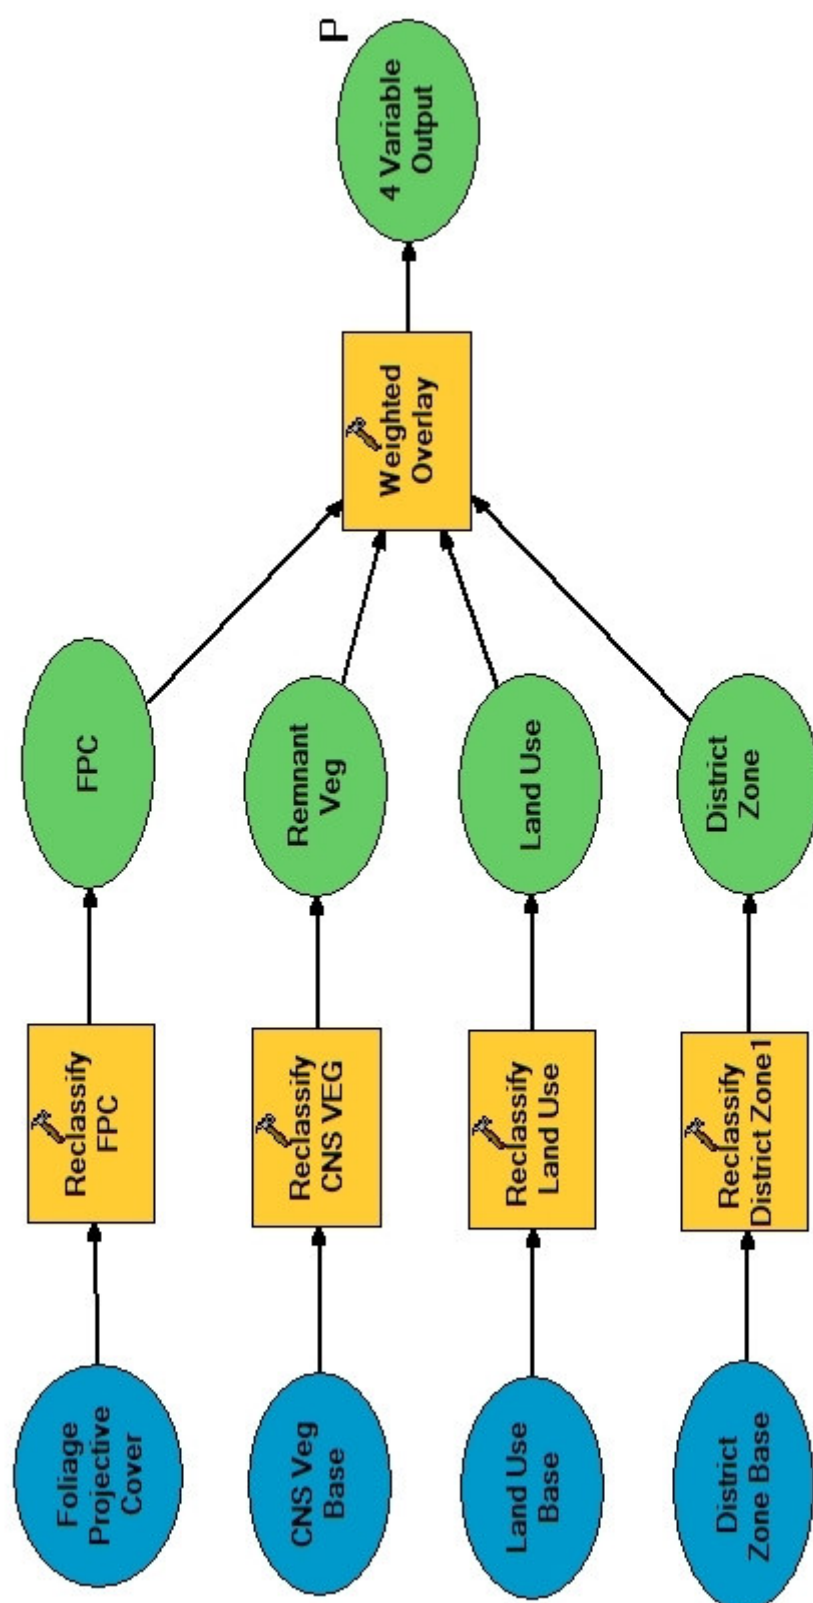 Foliage
Projective
Cover
Reclassify
FPC
FPC
CNS Veg
Base
Reclassify
CNS VEG
Remnant
Veg
Land Use
Base
Reclassify
Land Use
Land Use
District
Zone Base
Reclassify
District Zone1
District
Zone
Weighted
Overlay
4 Variable
Output
P